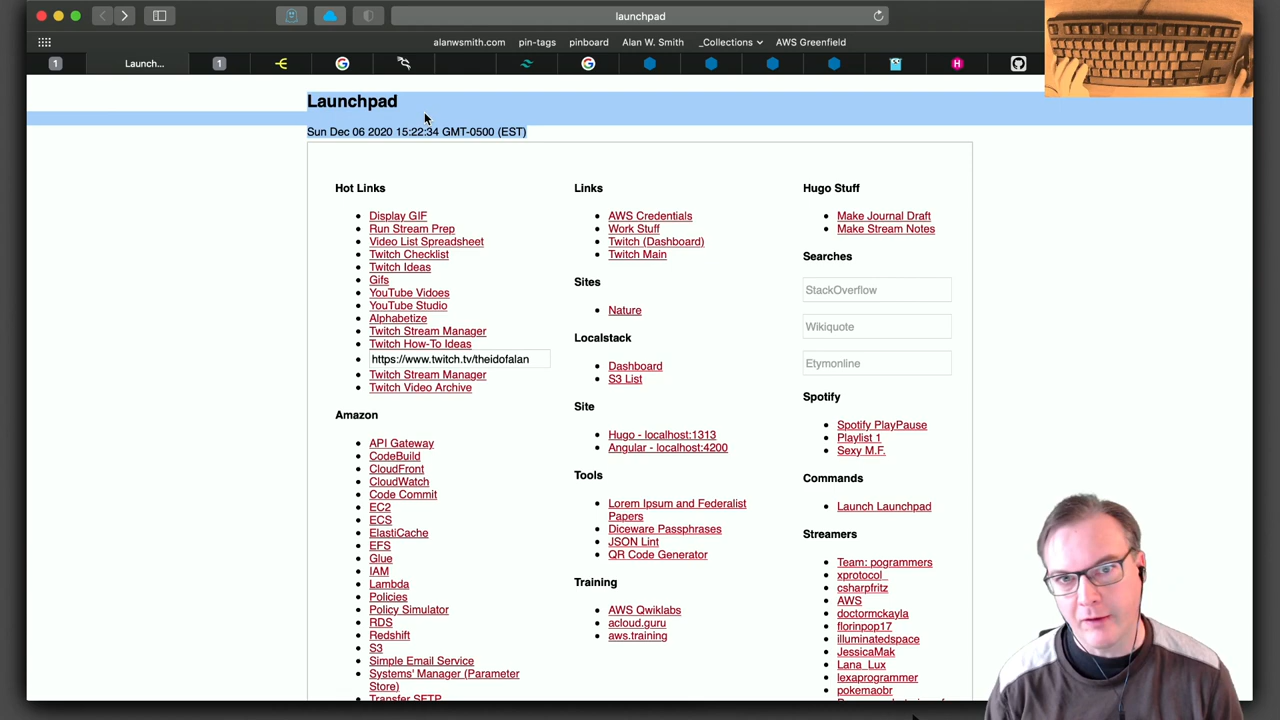 launchpad
alanwsmith.com pin-tags pinboard Alan W. Smith _Collections AWS Greenfield
1 Launch... 1
Launchpad
Sun Dec 06 2020 15:22:34 GMT-0500 (EST)
Hot Links
Display GIF
Run Stream Prep
Video List Spreadsheet
Twitch Checklist
Twitch Ideas
Gifs
YouTube Vidoes
YouTube Studio
Alphabetize
Twitch Stream Manager
Twitch How-To Ideas
https://www.twitch.tv/theidofalan
Twitch Stream Manager
Twitch Video Archive
Amazon
API Gateway
CodeBuild
CloudFront
CloudWatch
Code Commit
EC2
ECS
ElastiCache
EFS
Glue
IAM
Lambda
Policies
Policy Simulator
RDS
Redshift
S3
Simple Email Service
Systems' Manager (Parameter
Store)
Transfer SFTP
Links
AWS Credentials
Work Stuff
Twitch (Dashboard)
Twitch Main
Sites
Nature
Localstack
Dashboard
S3 List
Site
Hugo - localhost:1313
Angular - localhost:4200
Tools
Lorem Ipsum and Federalist
Papers
Diceware Passphrases
JSON Lint
QR Code Generator
Training
AWS Qwiklabs
acloud.guru
aws.training
Hugo Stuff
Make Journal Draft
Make Stream Notes
Searches
StackOverflow
Wikiquote
Etymonline
Spotify
Spotify PlayPause
Playlist 1
Sexy M.F.
Commands
Launch Launchpad
Streamers
Team: pogrammers
xprotocol_
csharpfritz
AWS
doctormckayla
florinpop17
illuminatedspace
JessicaMak
Lana_Lux
lexaprogrammer
pokemaobr